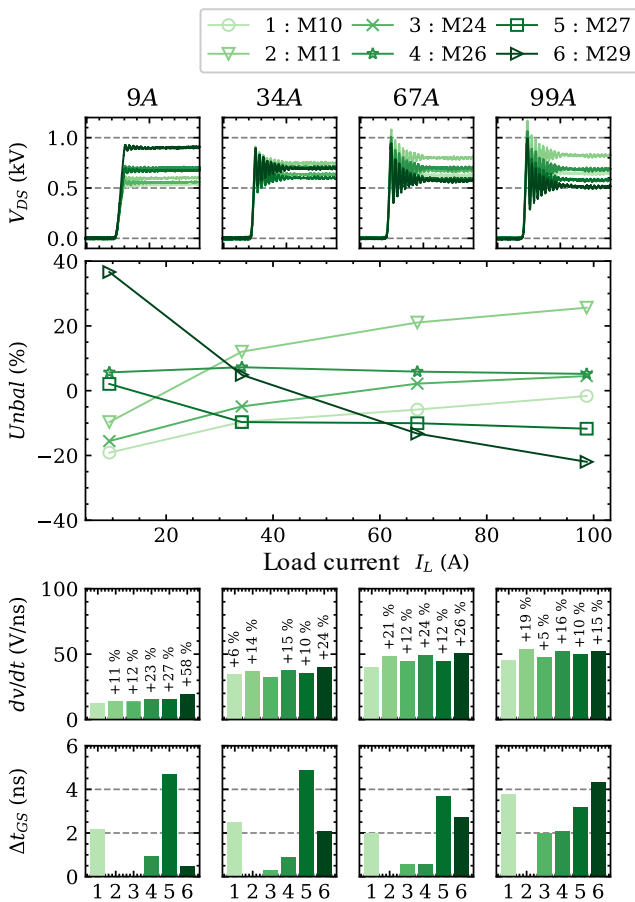 1 : M10 3 : M24 5 : M27
2 : M11 4 : M26 6 : M29
9A 34A 67A 99A
V_DS (kV)
1.0
0.5
0.0
Unbal (%)
40
20
0
−20
−40
20 40 60 80 100
Load current I_L (A)
dv/dt (V/ns)
100
50
0
+11 % +12 % +23 % +27 % +58 %
+6 % +14 % +15 % +10 % +24 %
+21 % +12 % +24 % +12 % +26 %
+19 % +5 % +16 % +10 % +15 %
Δt_GS (ns)
6
4
2
0
1 2 3 4 5 6 1 2 3 4 5 6 1 2 3 4 5 6 1 2 3 4 5 6